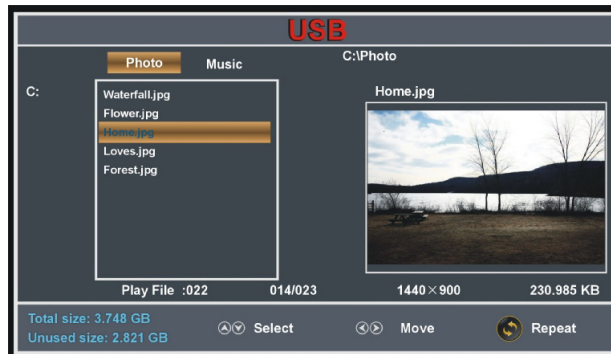 USB
Photo Music C:\Photo
C: Home.jpg
Waterfall.jpg
Flower.jpg
Home.jpg
Loves.jpg
Forest.jpg
Play File :022 014/023 1440×900 230.985 KB
Total size: 3.748 GB
Unused size: 2.821 GB
Select Move Repeat